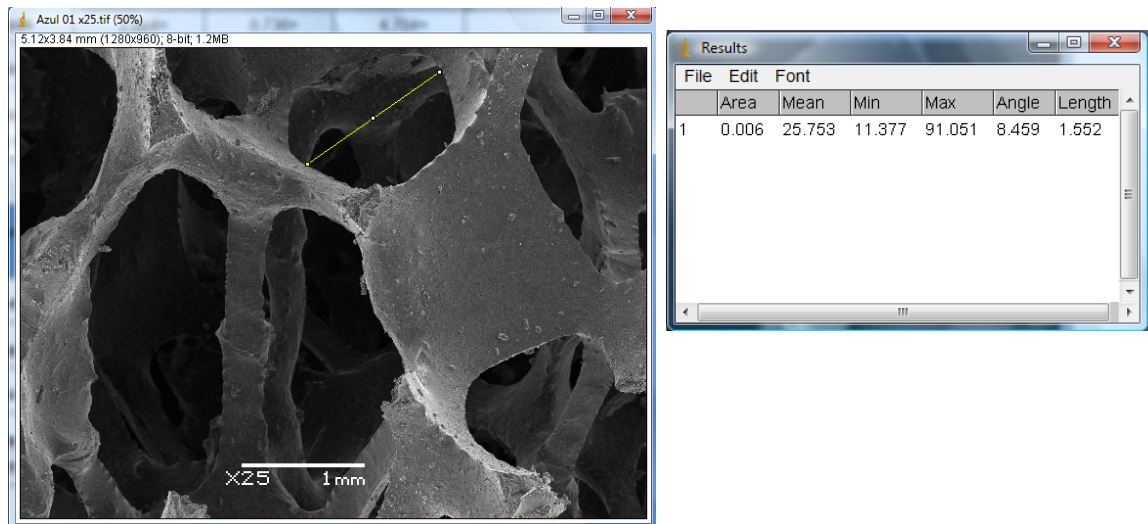 Azul 01 x25.tif (50%)
5.12x3.84 mm (1280x960); 8-bit; 1.2MB
X25 1mm
Results
File Edit Font
Area Mean Min Max Angle Length
1 0.006 25.753 11.377 91.051 8.459 1.552